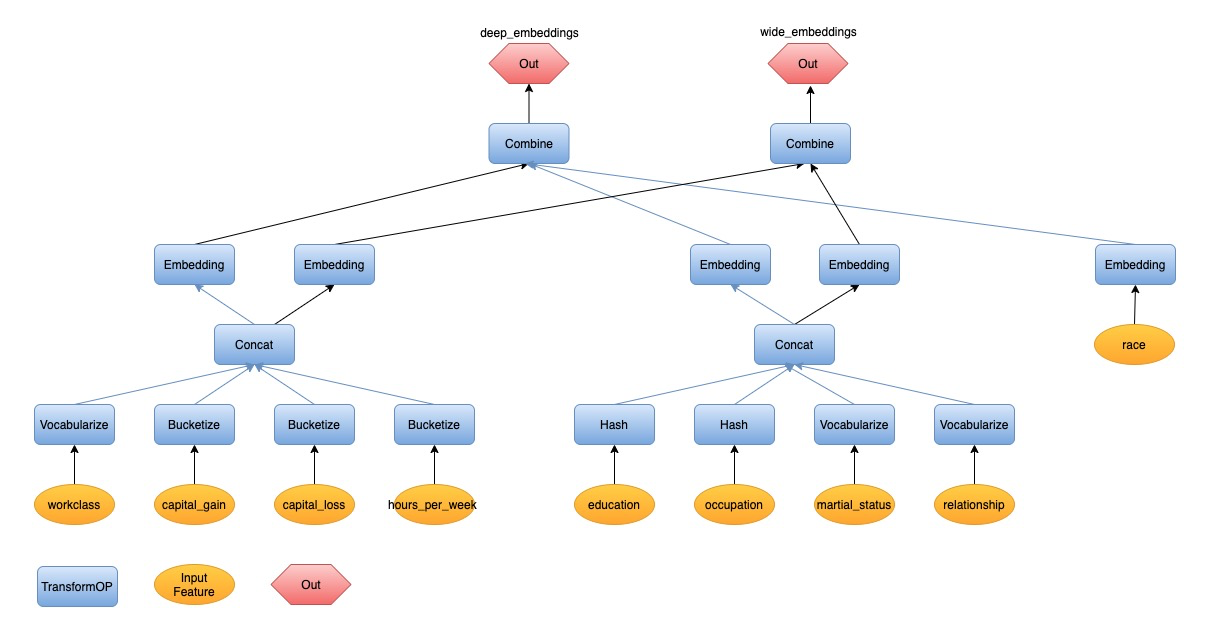 deep_embeddings
wide_embeddings
Out
Out
Combine
Combine
Embedding
Embedding
Embedding
Embedding
Embedding
Concat
Concat
race
Vocabularize
Bucketize
Bucketize
Bucketize
Hash
Hash
Vocabularize
Vocabularize
workclass
capital_gain
capital_loss
hours_per_week
education
occupation
martial_status
relationship
TransformOP
Input
Feature
Out